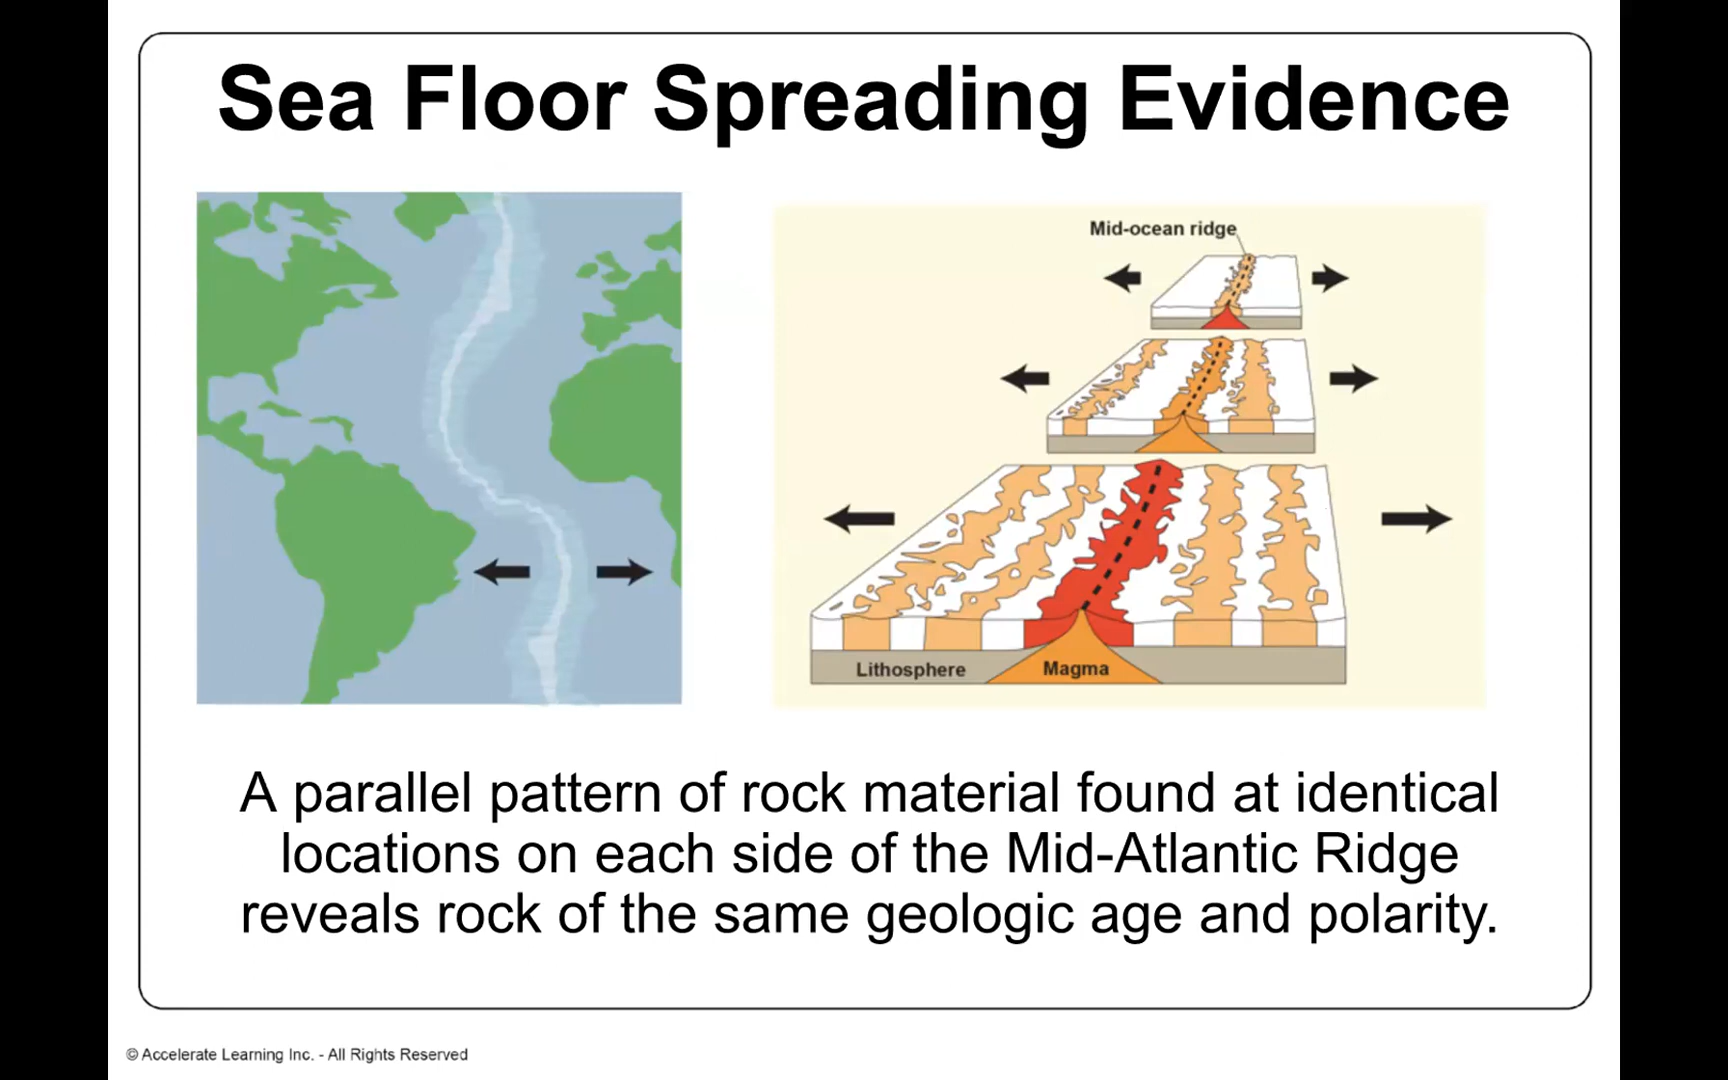 Sea Floor Spreading Evidence
Mid-ocean ridge
Lithosphere
Magma
A parallel pattern of rock material found at identical
locations on each side of the Mid-Atlantic Ridge
reveals rock of the same geologic age and polarity.
© Accelerate Learning Inc. - All Rights Reserved